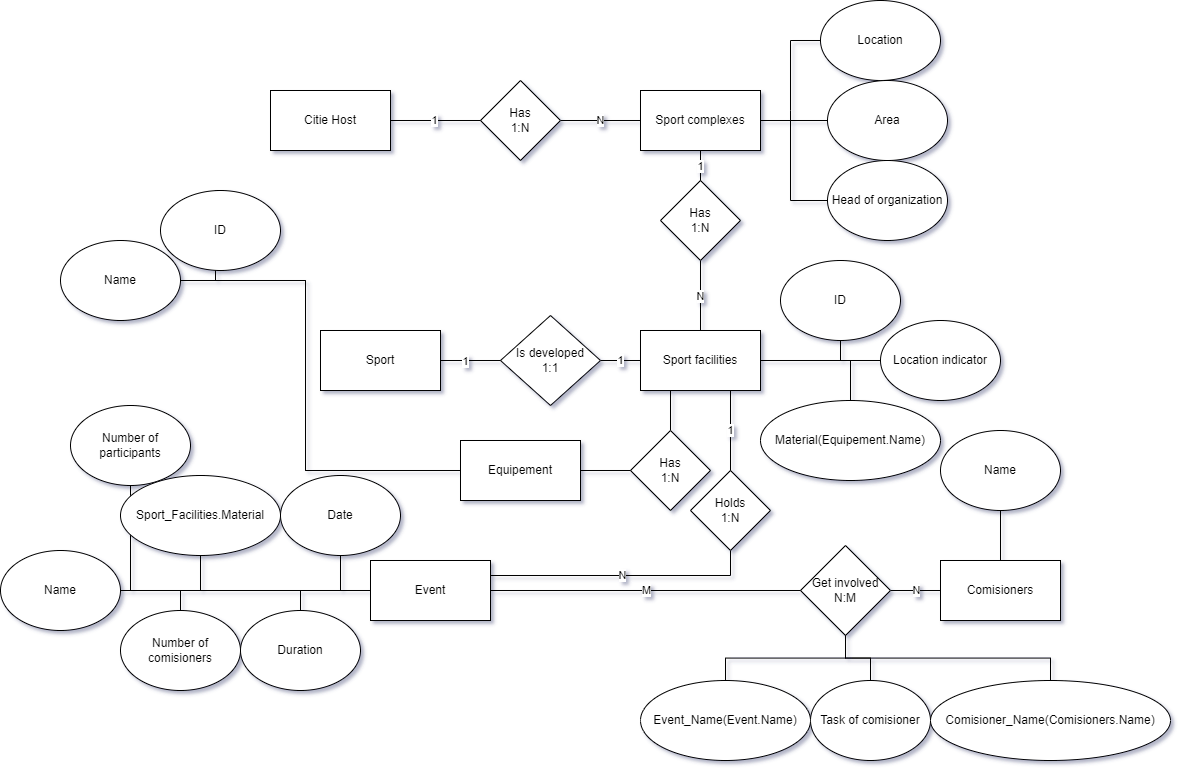 Location
Citie Host
1
Has
1:N
N
Sport complexes
Area
1
Head of organization
Has
1:N
ID
Name
N
ID
Sport
1
Is developed
1:1
1
Sport facilities
Location indicator
Material(Equipement.Name)
Number of
participants
1
Equipement
Has
1:N
Name
Sport_Facilities.Material
Date
Holds
1:N
N
Name
Event
M
Get involved
N:M
N
Comisioners
Number of
comisioners
Duration
Event_Name(Event.Name)
Task of comisioner
Comisioner_Name(Comisioners.Name)